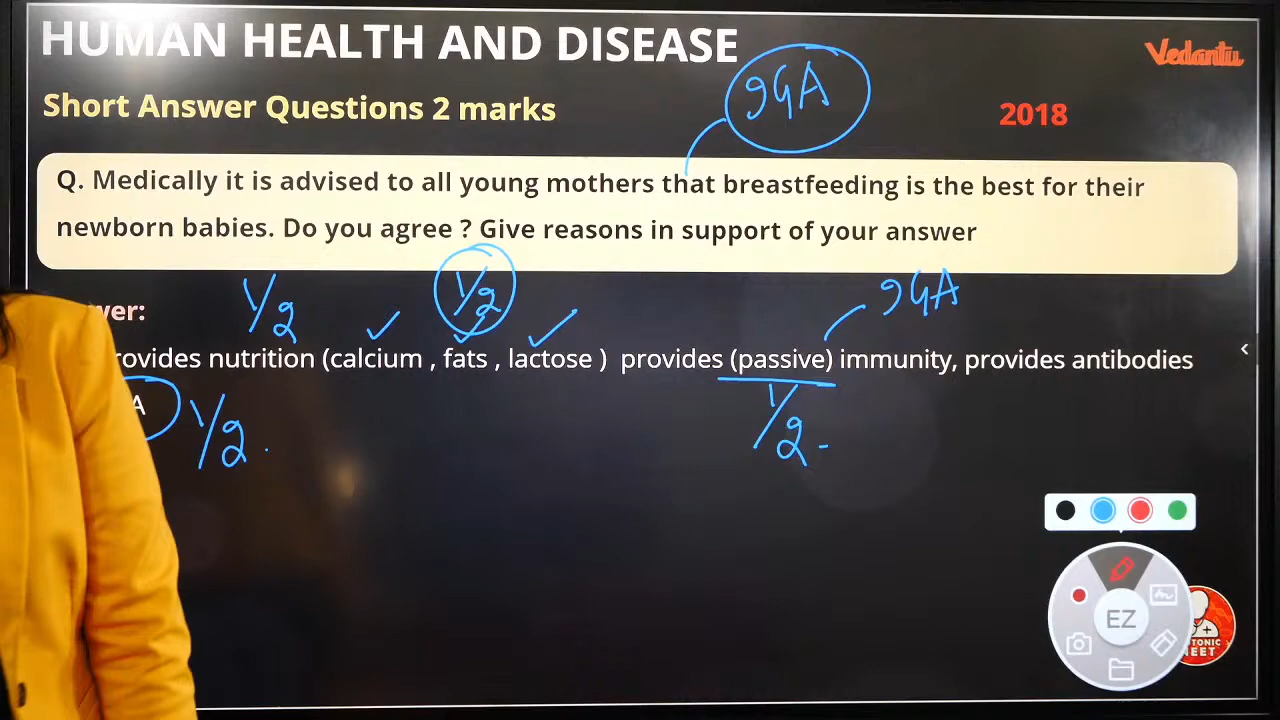 HUMAN HEALTH AND DISEASE
Vedantu
IGA
Short Answer Questions 2 marks
2018
Q. Medically it is advised to all young mothers that breastfeeding is the best for their
newborn babies. Do you agree ? Give reasons in support of your answer
1/2
1/2
IGA
wer:
rovides nutrition (calcium , fats , lactose ) provides (passive) immunity, provides antibodies
A
1/2
1/2
EZ
TONIC
NEET